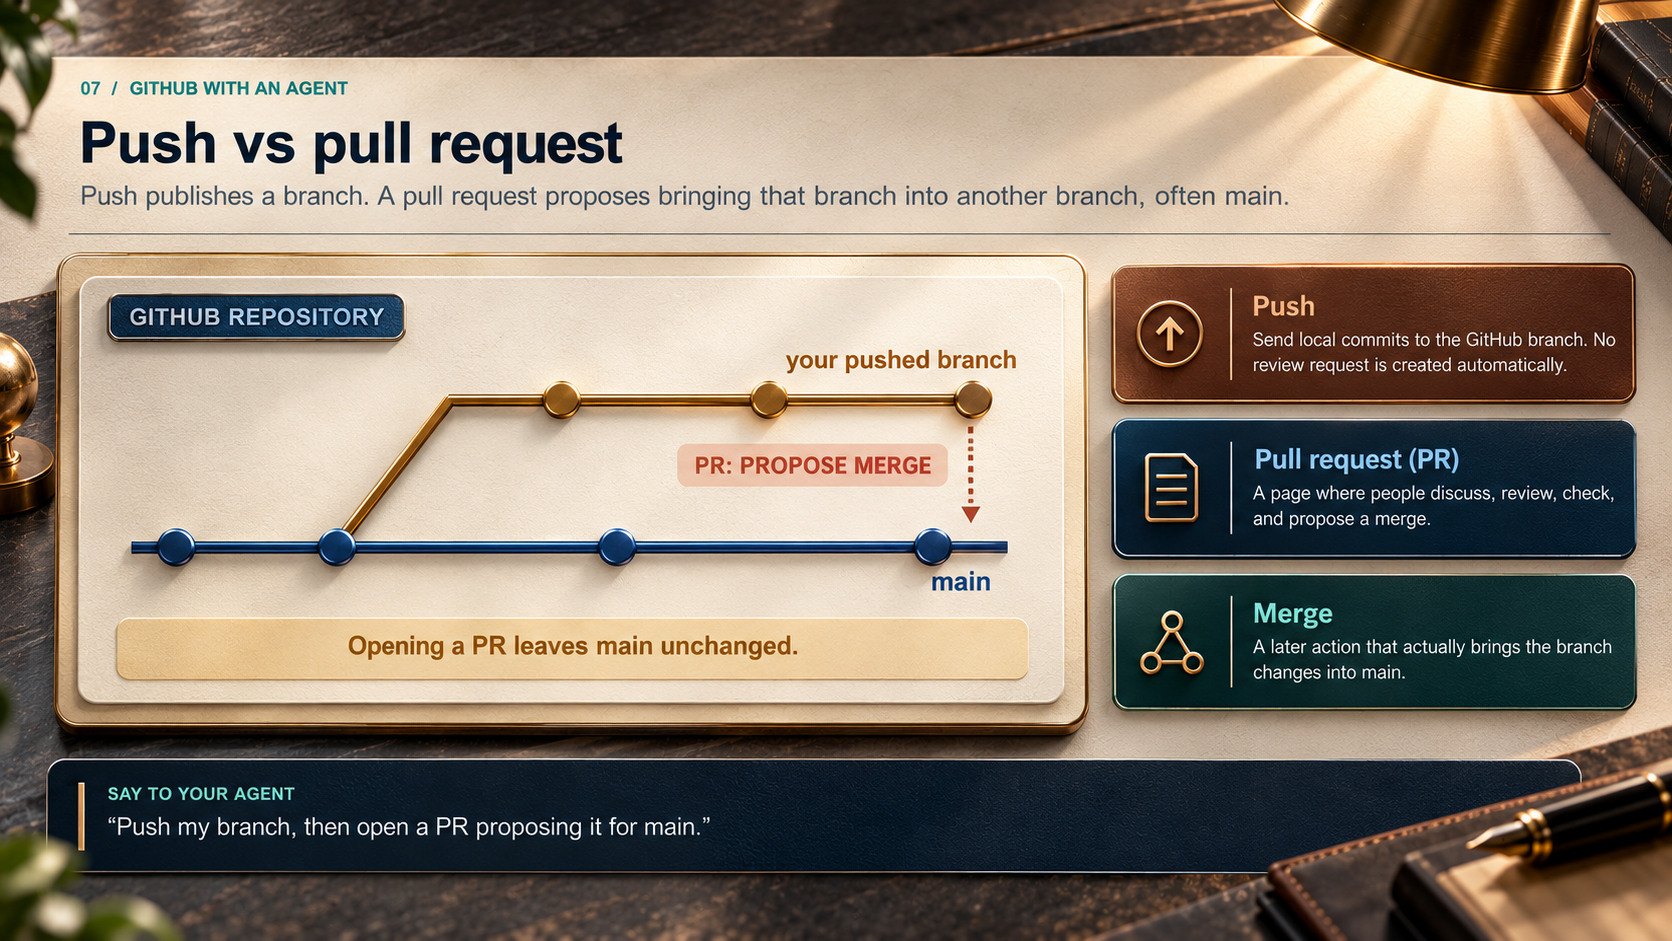 07 / GITHUB WITH AN AGENT
Push vs pull request
Push publishes a branch. A pull request proposes bringing that branch into another branch, often main.
GITHUB REPOSITORY
your pushed branch
PR: PROPOSE MERGE
main
Opening a PR leaves main unchanged.
Push
Send local commits to the GitHub branch. No
review request is created automatically.
Pull request (PR)
A page where people discuss, review, check,
and propose a merge.
Merge
A later action that actually brings the branch
changes into main.
SAY TO YOUR AGENT
“Push my branch, then open a PR proposing it for main.”